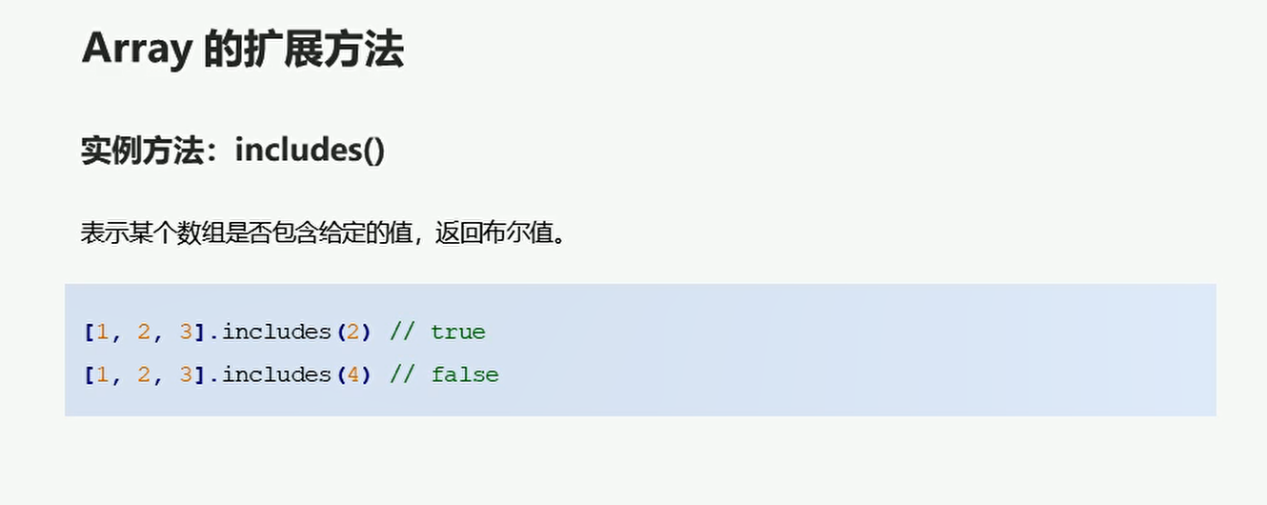 Array 的扩展方法
实例方法：includes()
表示某个数组是否包含给定的值，返回布尔值。
[1, 2, 3].includes(2) // true
[1, 2, 3].includes(4) // false